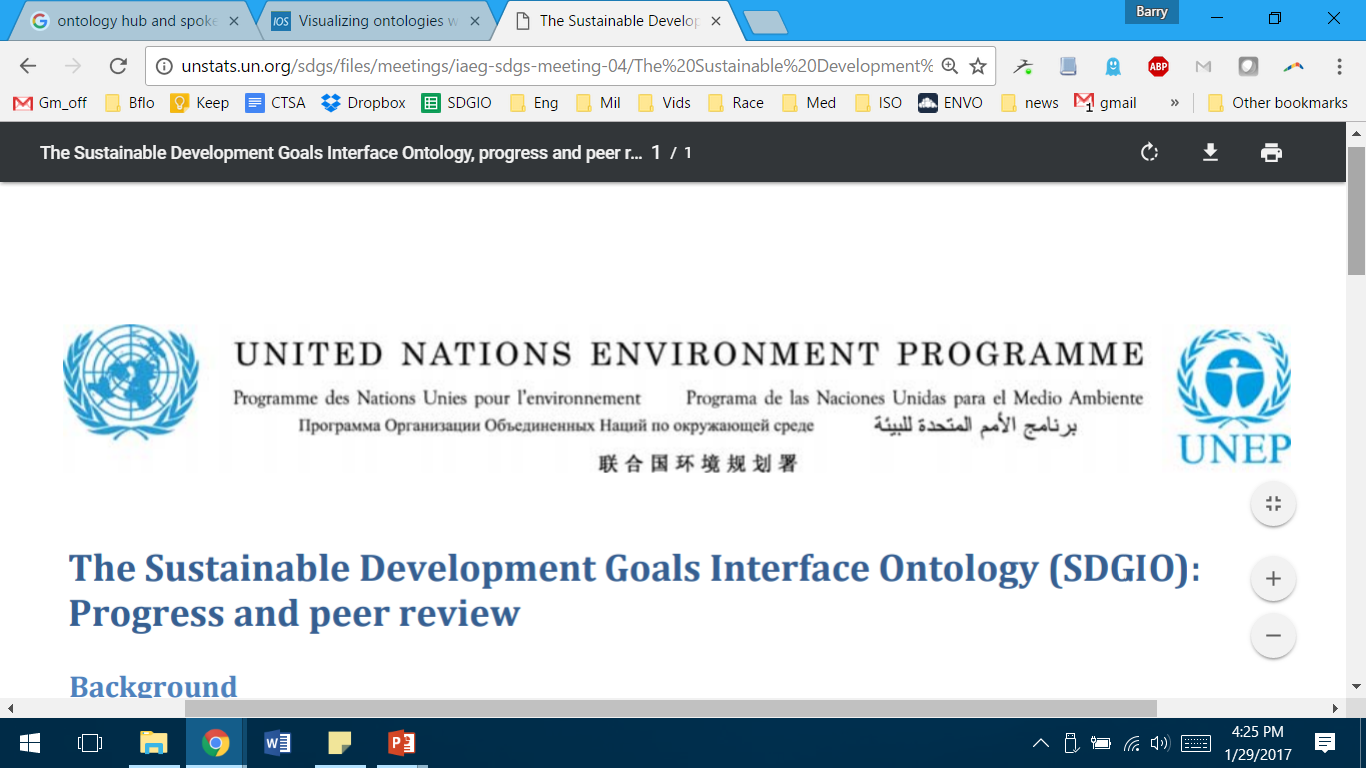 Barry
ontology hub and spoke
IOS Visualizing ontologies w
The Sustainable Develop
unstats.un.org/sdgs/files/meetings/iaeg-sdgs-meeting-04/The%20Sustainable%20Development%
ABP
Gm_off Bflo Keep CTSA Dropbox SDGIO Eng Mil Vids Race Med ISO ENVO news 1 gmail » Other bookmarks
The Sustainable Development Goals Interface Ontology, progress and peer r... 1 / 1
UNITED NATIONS ENVIRONMENT PROGRAMME
Programme des Nations Unies pour l'environnement Programa de las Naciones Unidas para el Medio Ambiente
Программа Организации Объединенных Наций по окружающей среде برنامج الأمم المتحدة للبيئة
联合国环境规划署
UNEP
The Sustainable Development Goals Interface Ontology (SDGIO):
Progress and peer review
Background
4:25 PM
1/29/2017